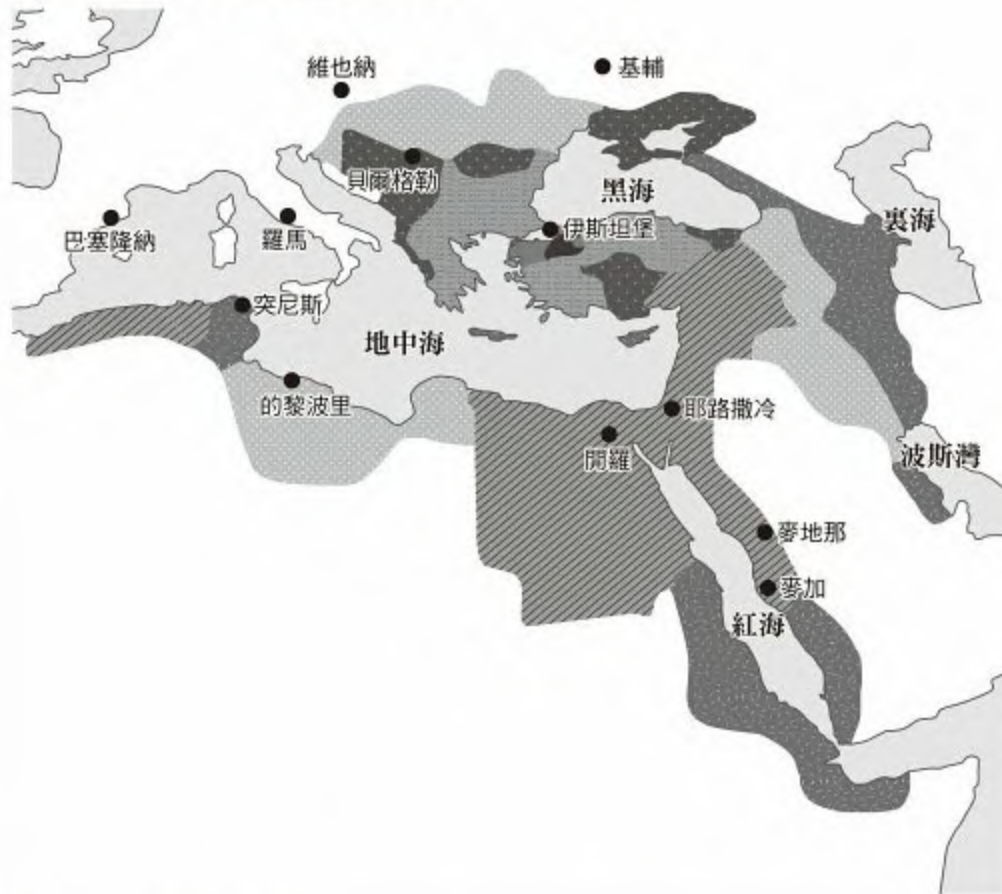 維也納
基輔
貝爾格勒
黑海
裏海
巴塞隆納
羅馬
伊斯坦堡
突尼斯
地中海
的黎波里
耶路撒冷
開羅
波斯灣
麥地那
麥加
紅海